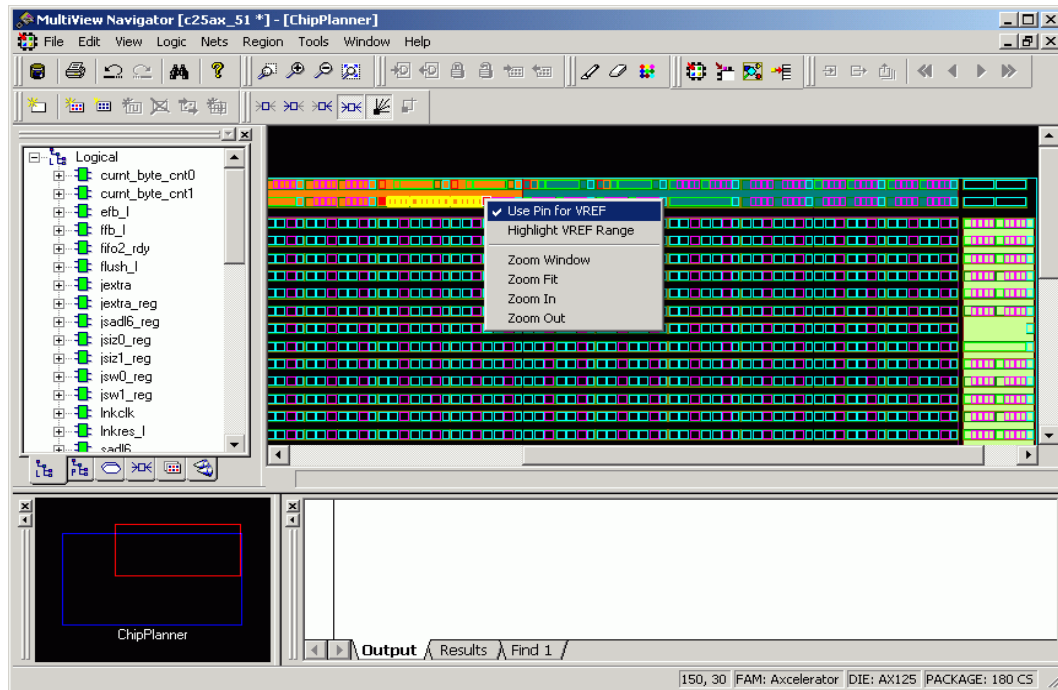 MultiView Navigator [c25ax_51 *] - [ChipPlanner]
File Edit View Logic Nets Region Tools Window Help
Logical
curnt_byte_cnt0
curnt_byte_cnt1
efb_l
ffb_l
fifo2_rdy
flush_l
jextra
jextra_reg
jsadl6_reg
jsiz0_reg
jsiz1_reg
jsw0_reg
jsw1_reg
lnkclk
lnkres_l
sadl6
Use Pin for VREF
Highlight VREF Range
Zoom Window
Zoom Fit
Zoom In
Zoom Out
ChipPlanner
Output Results Find 1
150, 30 FAM: Axcelerator DIE: AX125 PACKAGE: 180 CS